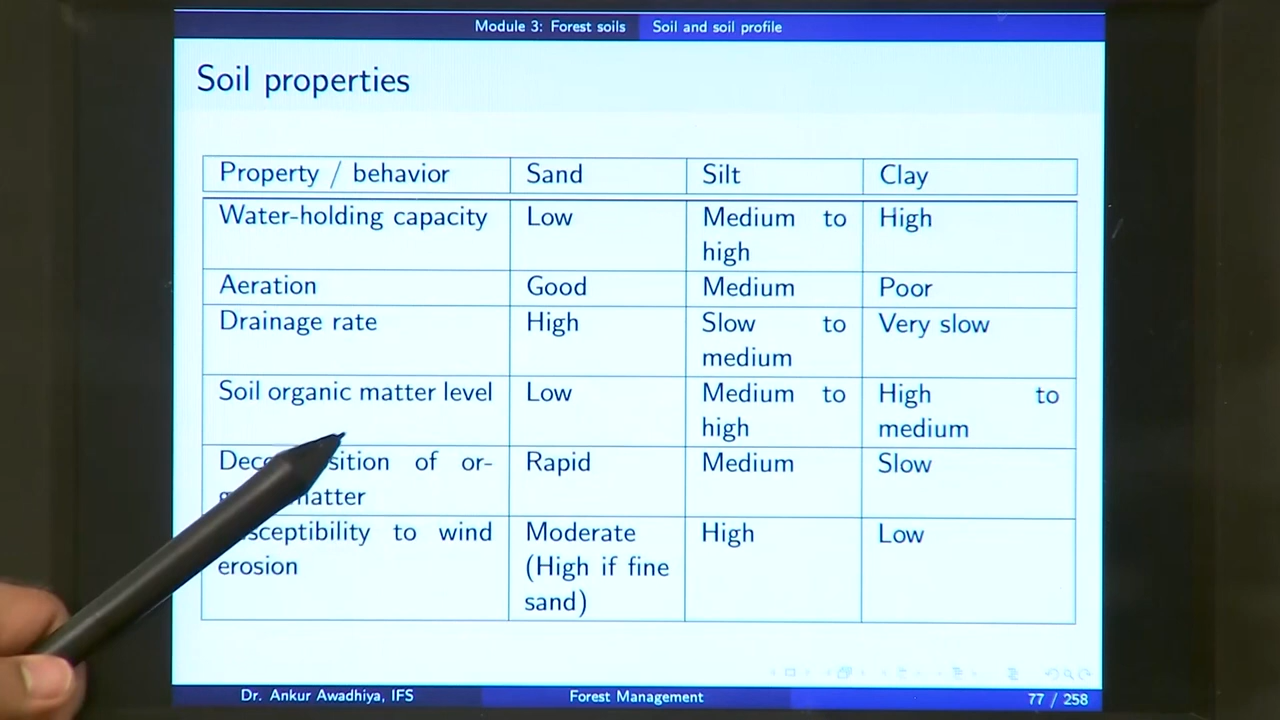 Module 3: Forest soils Soil and soil profile
Soil properties
Property / behavior Sand Silt Clay
Water-holding capacity Low Medium to high High
Aeration Good Medium Poor
Drainage rate High Slow to medium Very slow
Soil organic matter level Low Medium to high High to medium
of or- matter Rapid Medium Slow
to wind erosion Moderate (High if fine sand) High Low
Dr. Ankur Awadhiya, IFS Forest Management 77 / 258